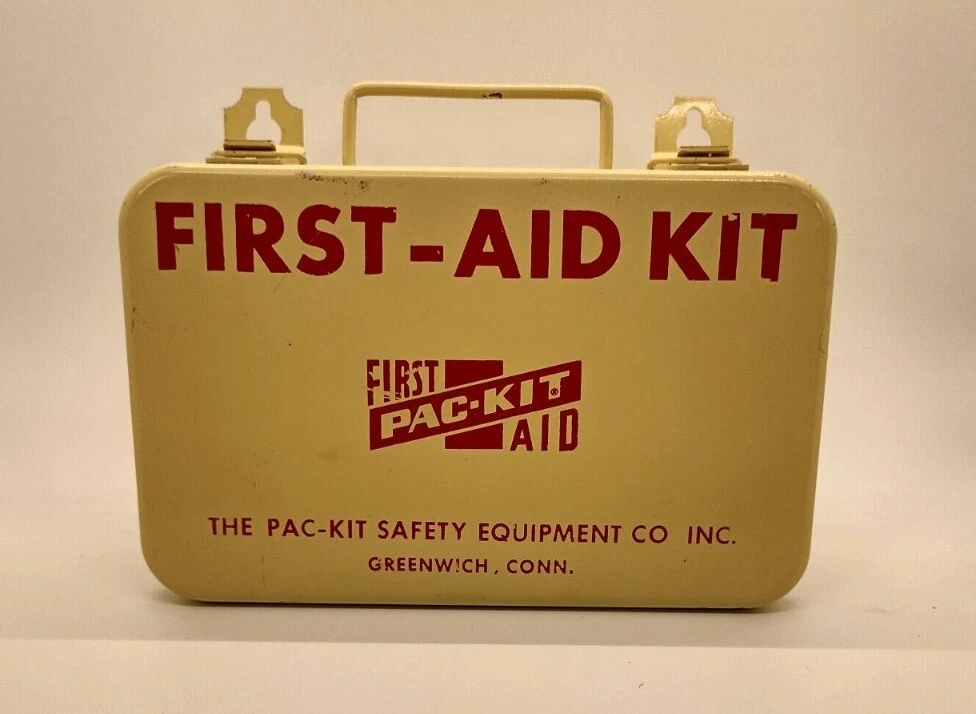 FIRST-AID KIT
FIRST
PAC-KIT®
AID
THE PAC-KIT SAFETY EQUIPMENT CO INC.
GREENWICH, CONN.